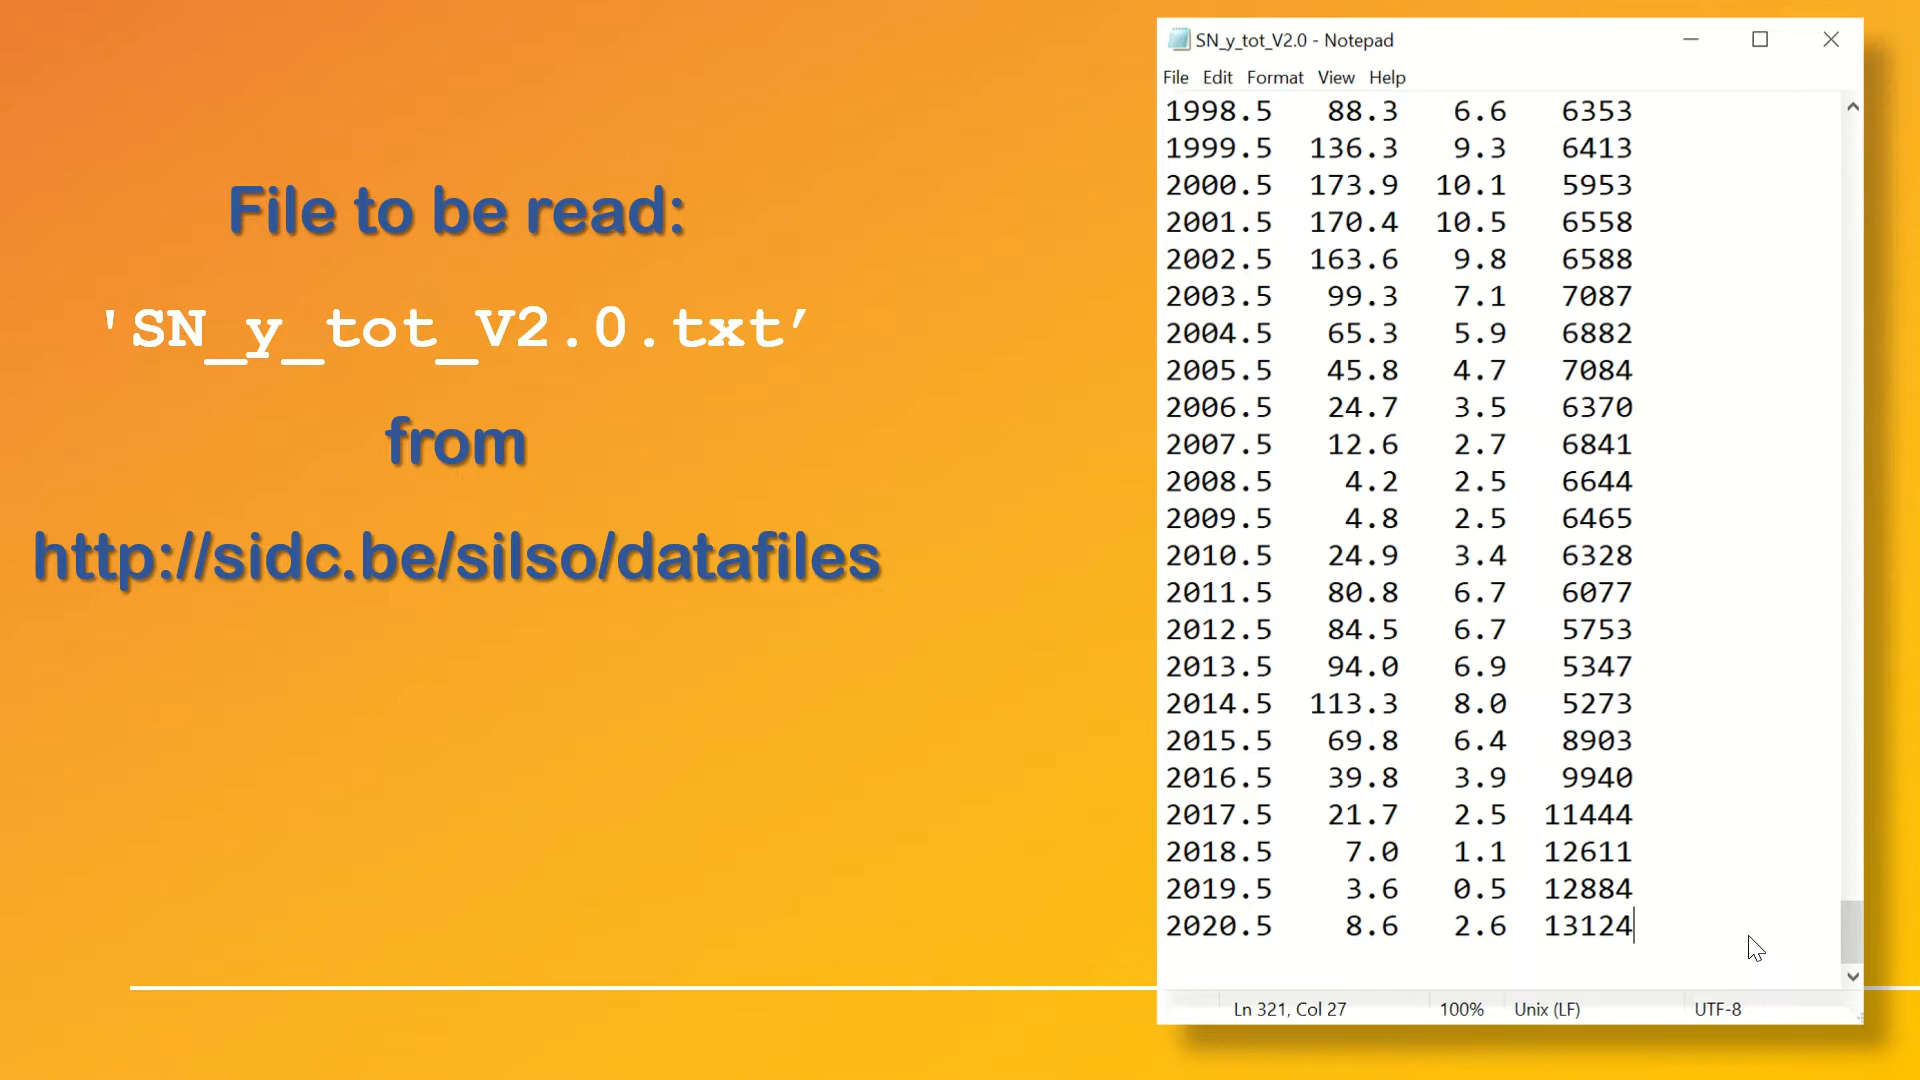 File to be read:
'SN_y_tot_V2.0.txt’
from
http://sidc.be/silso/datafiles
SN_y_tot_V2.0 - Notepad
File Edit Format View Help
1998.5 88.3 6.6 6353
1999.5 136.3 9.3 6413
2000.5 173.9 10.1 5953
2001.5 170.4 10.5 6558
2002.5 163.6 9.8 6588
2003.5 99.3 7.1 7087
2004.5 65.3 5.9 6882
2005.5 45.8 4.7 7084
2006.5 24.7 3.5 6370
2007.5 12.6 2.7 6841
2008.5 4.2 2.5 6644
2009.5 4.8 2.5 6465
2010.5 24.9 3.4 6328
2011.5 80.8 6.7 6077
2012.5 84.5 6.7 5753
2013.5 94.0 6.9 5347
2014.5 113.3 8.0 5273
2015.5 69.8 6.4 8903
2016.5 39.8 3.9 9940
2017.5 21.7 2.5 11444
2018.5 7.0 1.1 12611
2019.5 3.6 0.5 12884
2020.5 8.6 2.6 13124
Ln 321, Col 27 100% Unix (LF) UTF-8